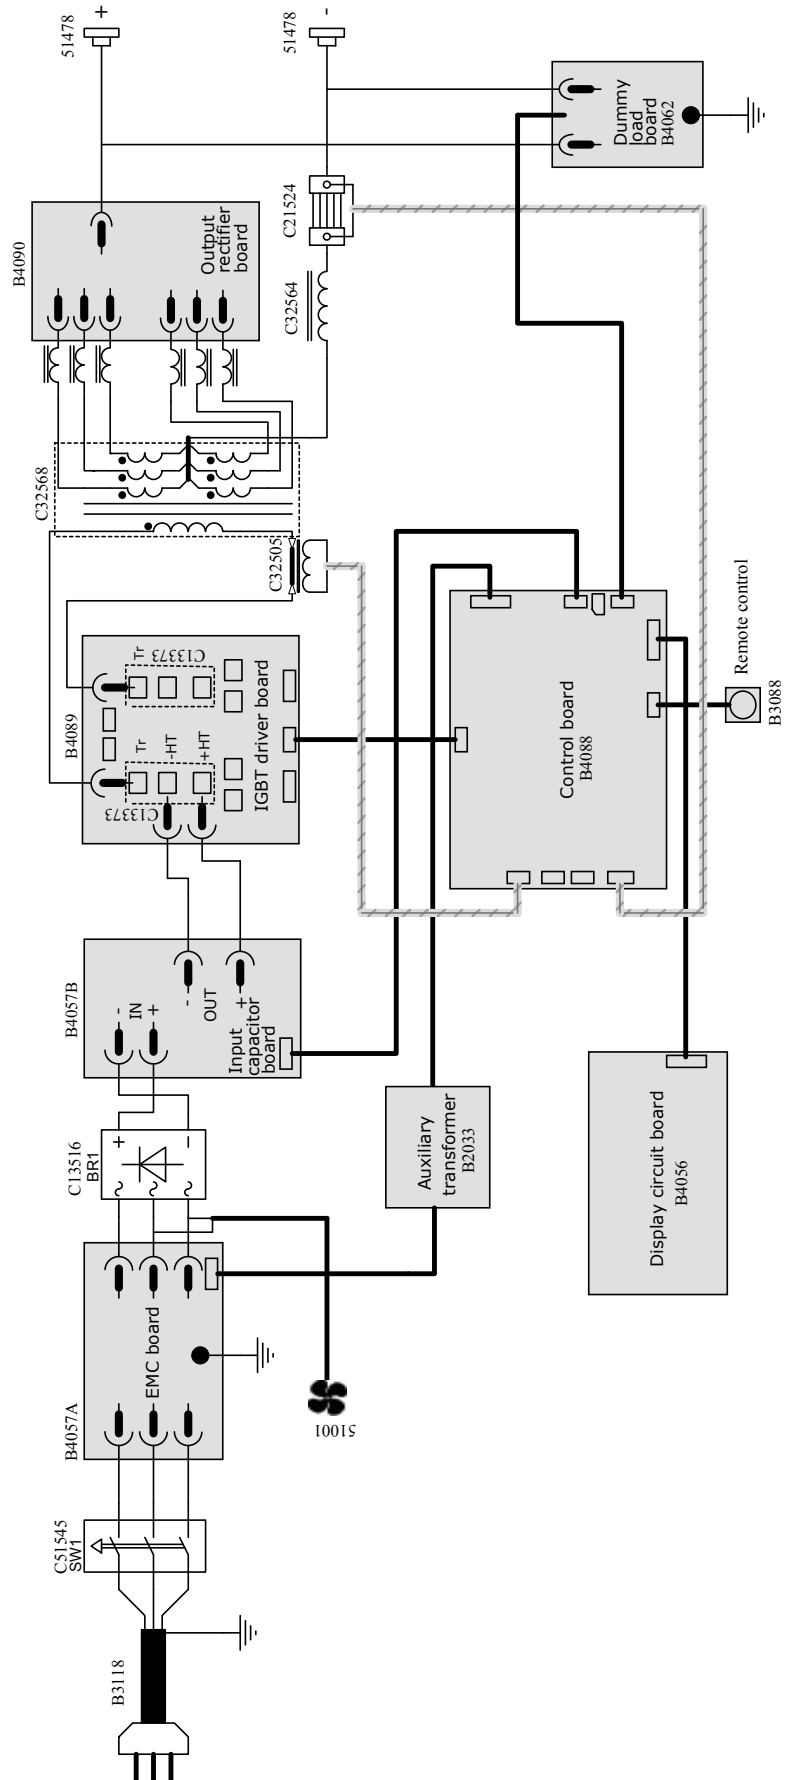 51478
+
51478
-
B4090
Output
rectifier
board
Dummy
load
board
B4062
C21524
C32564
C32568
C32505
B4089
Tr
C13373
Tr
-HT
+HT
C13373
IGBT driver board
Control board
B4088
Remote control
B3088
B4057B
-
IN
+
-
OUT
+
Input
capacitor
board
C13516
BR1
+
-
Auxiliary
transformer
B2033
Display circuit board
B4056
B4057A
EMC board
51001
C51545
SW1
B3118